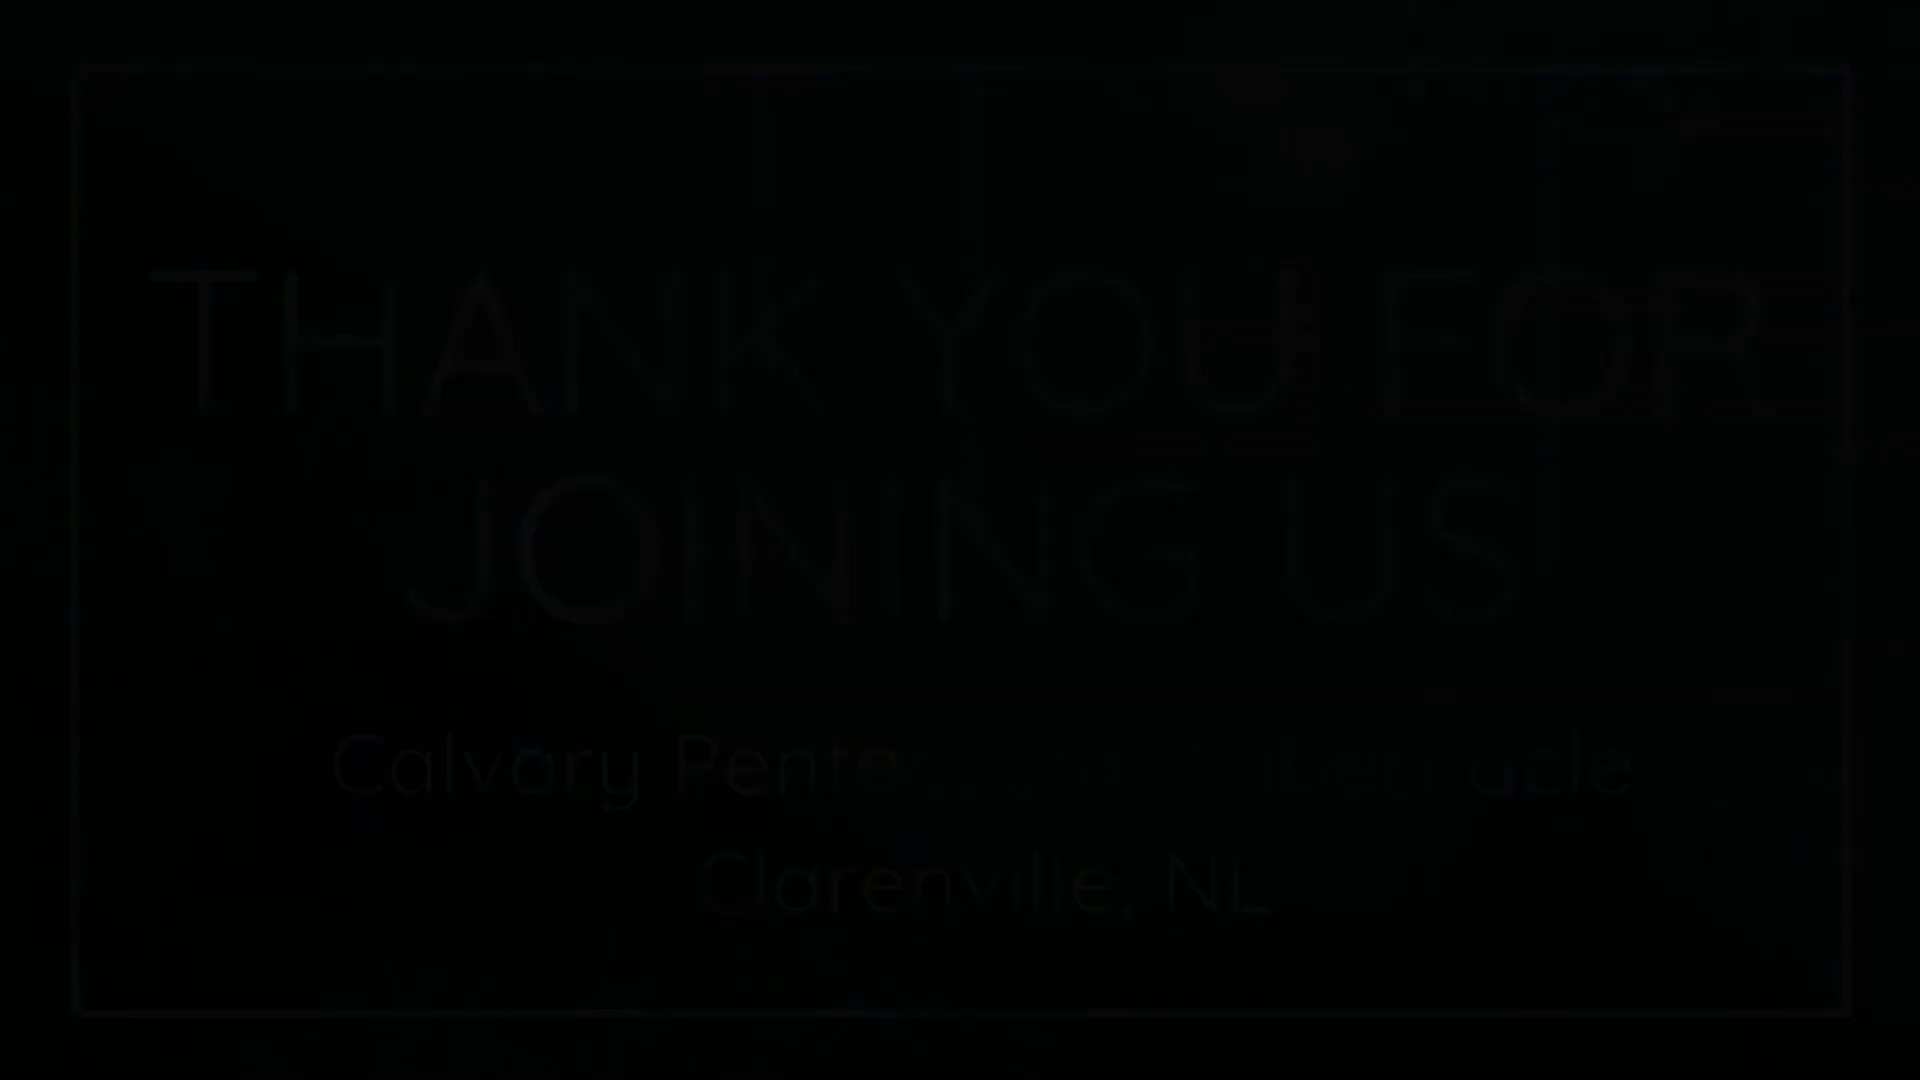 THANK YOU FOR
JOINING US
Calvary Pentecostal Tabernacle
Clarenville, NL